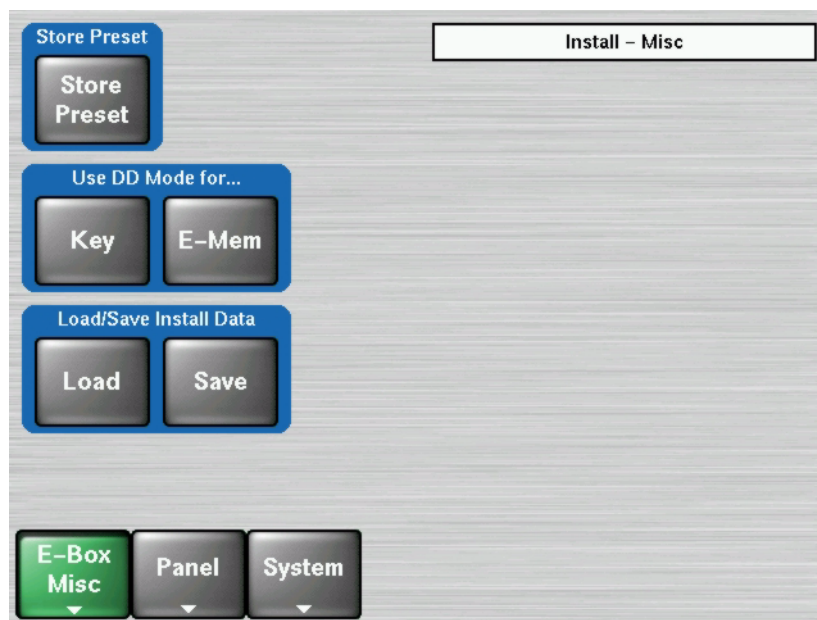 Store Preset
Install – Misc
Store
Preset
Use DD Mode for...
Key
E–Mem
Load/Save Install Data
Load
Save
E–Box
Misc
Panel
System